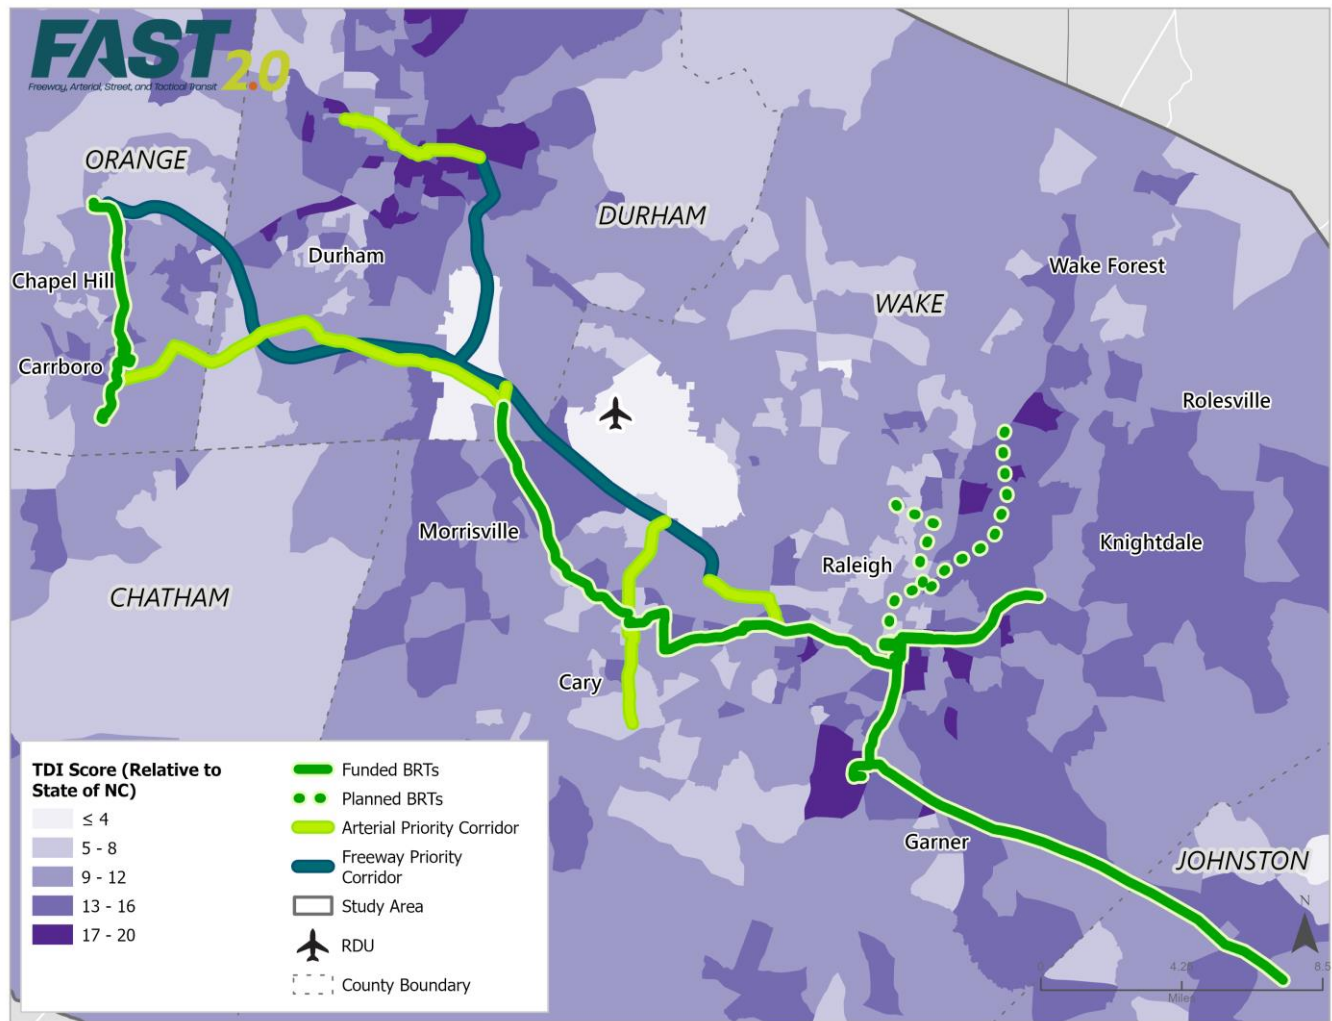 FAST 2.0
Freeway, Arterial, Street, and Tactical Transit
ORANGE
DURHAM
Durham
Wake Forest
Chapel Hill
WAKE
Carrboro
Rolesville
Morrisville
Knightdale
Raleigh
CHATHAM
Cary
Garner
JOHNSTON
TDI Score (Relative to
State of NC)
≤ 4
5 - 8
9 - 12
13 - 16
17 - 20
Funded BRTs
Planned BRTs
Arterial Priority Corridor
Freeway Priority
Corridor
Study Area
RDU
County Boundary
N
0 4.25 8.5
Miles